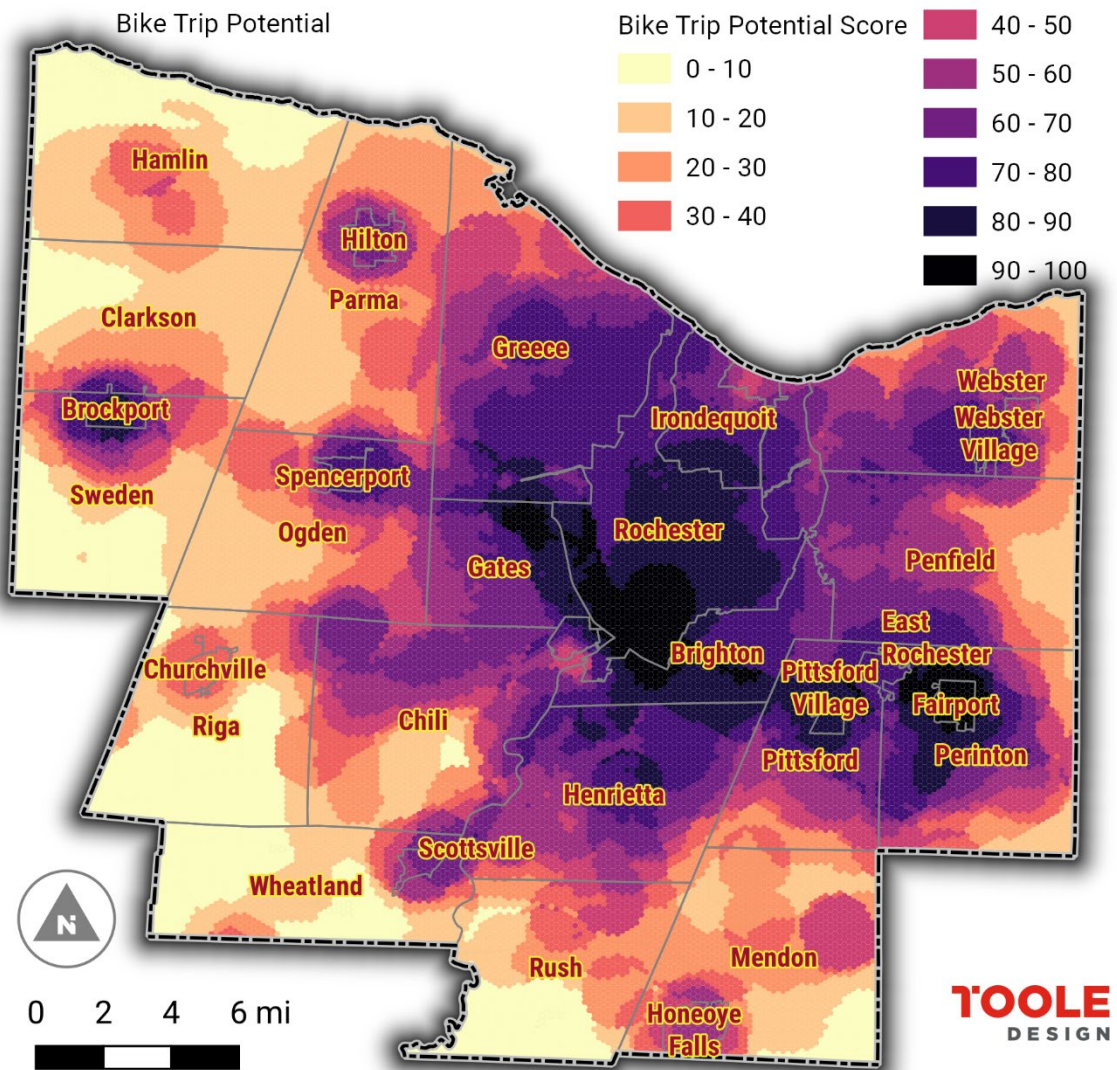 Bike Trip Potential
Bike Trip Potential Score
0 - 10
10 - 20
20 - 30
30 - 40
40 - 50
50 - 60
60 - 70
70 - 80
80 - 90
90 - 100
Hamlin
Hilton
Parma
Clarkson
Greece
Webster
Brockport
Irondequoit
Webster
Village
Sweden
Spencerport
Ogden
Rochester
Gates
Penfield
East
Rochester
Churchville
Brighton
Pittsford
Village
Fairport
Riga
Chili
Pittsford
Perinton
Henrietta
Scottsville
Wheatland
Rush
Mendon
Honeoye
Falls
N
0 2 4 6 mi
TOOLE
DESIGN